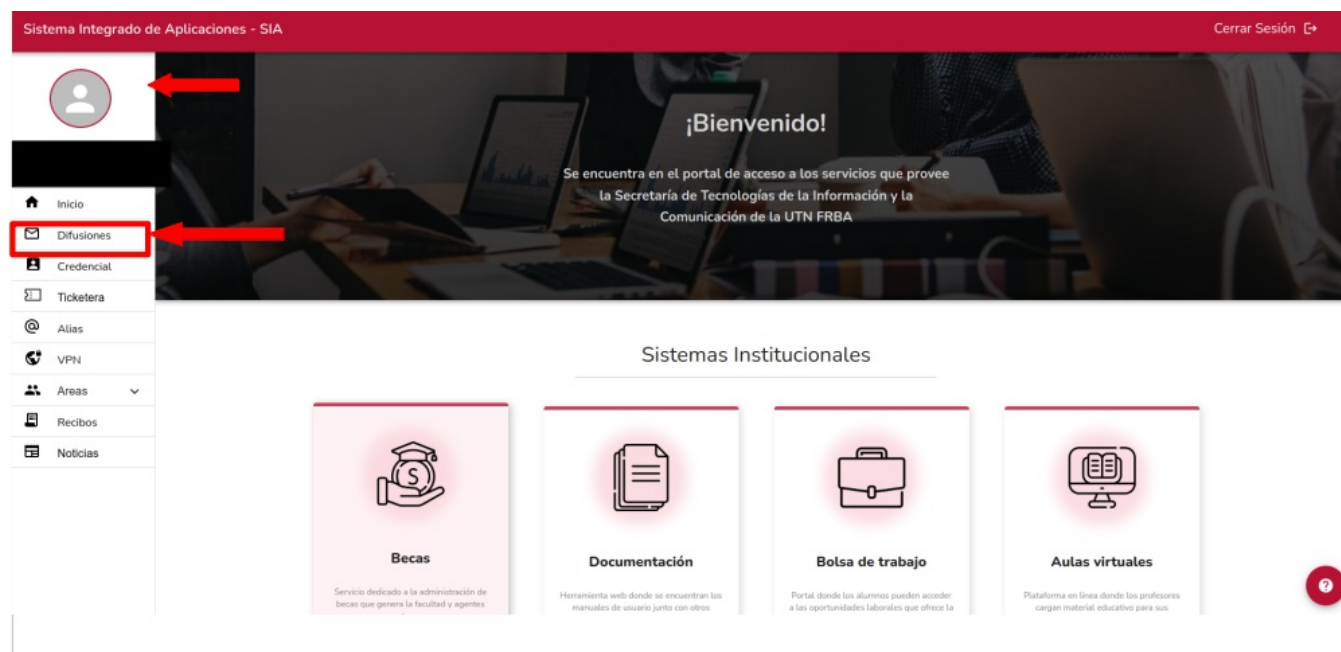 Sistema Integrado de Aplicaciones - SIA
Cerrar Sesión
¡Bienvenido!
Se encuentra en el portal de acceso a los servicios que provee
la Secretaría de Tecnologías de la Información y la
Comunicación de la UTN FRBA
Inicio
Difusiones
Credencial
Ticketera
Alias
VPN
Areas
Recibos
Noticias
Sistemas Institucionales
Becas
Servicio dedicado a la administración de
becas que genera la facultad y agentes
Documentación
Herramienta web donde se encuentran los
manuales de usuario junto con otros
Bolsa de trabajo
Portal donde los alumnos pueden acceder
a las oportunidades laborales que ofrece la
Aulas virtuales
Plataforma en línea donde los profesores
cargan material educativo para sus